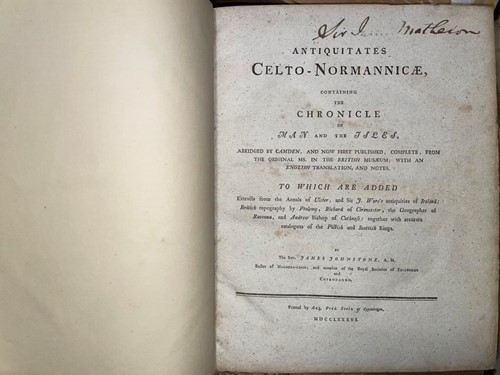 Sir J Matheson
ANTIQUITATES
CELTO-NORMANNICÆ,
CONTAINING
THE
CHRONICLE
OF
MAN AND THE ISLES,
ABRIDGED BY CAMDEN, AND NOW FIRST PUBLISHED, COMPLETE, FROM
THE ORIGINAL MS. IN THE BRITISH MUSÆUM; WITH AN
ENGLISH TRANSLATION, AND NOTES,
TO WHICH ARE ADDED
Extracts from the Annals of Ulster, and Sir J. Ware's antiquities of Ireland;
British topography by Ptolemy, Richard of Cirencester, the Geographer of
Ravenna, and Andrew Bishop of Cathness; together with accurate
catalogues of the Pictish and Scottish Kings.
BY
The Rev. JAMES JOHNSTONE, A. M.
Rector of and member of the Royal Societies of EDINBURGH
and
COPENHAGEN,
Printed by Aug. Fred. Stein of Copenhagen,
MDCCLXXXVI.